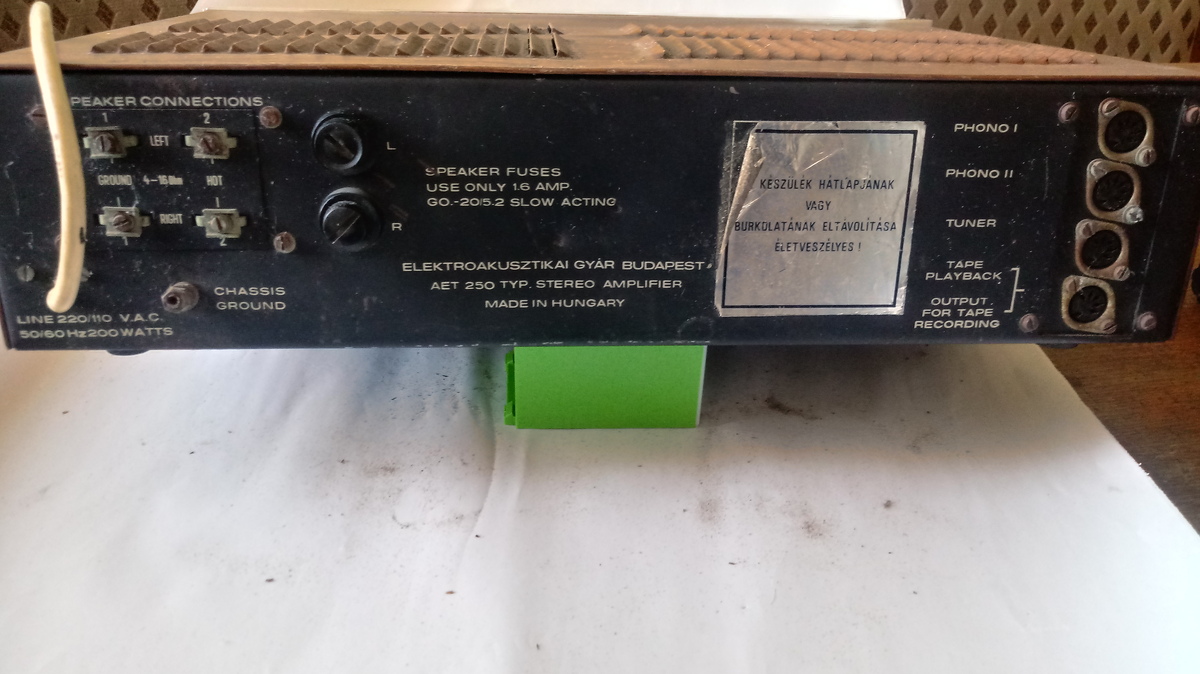 PEAKER CONNECTIONS
1 2
LEFT
GROUND 4-16 Ohm HOT
1 RIGHT 1
2
CHASSIS
GROUND
LINE 220/110 V.A.C.
50/60 Hz 200 WATTS
L
R
SPEAKER FUSES
USE ONLY 1.6 AMP.
GO.-20/5.2 SLOW ACTING
ELEKTROAKUSZTIKAI GYÁR BUDAPEST
AET 250 TYP. STEREO AMPLIFIER
MADE IN HUNGARY
KÉSZÜLÉK HÁTLAPJÁNAK
VAGY
BURKOLATÁNAK ELTÁVOLÍTÁSA
ÉLETVESZÉLYES!
PHONO I
PHONO II
TUNER
TAPE
PLAYBACK
OUTPUT.
FOR TAPE
RECORDING